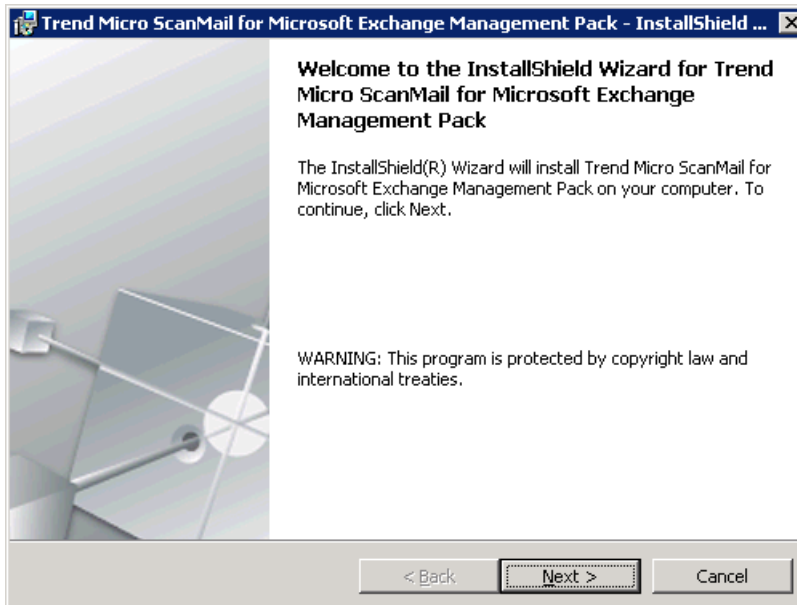 Trend Micro ScanMail for Microsoft Exchange Management Pack - InstallShield ...
Welcome to the InstallShield Wizard for Trend
Micro ScanMail for Microsoft Exchange
Management Pack
The InstallShield(R) Wizard will install Trend Micro ScanMail for
Microsoft Exchange Management Pack on your computer. To
continue, click Next.
WARNING: This program is protected by copyright law and
international treaties.
< Back
Next >
Cancel